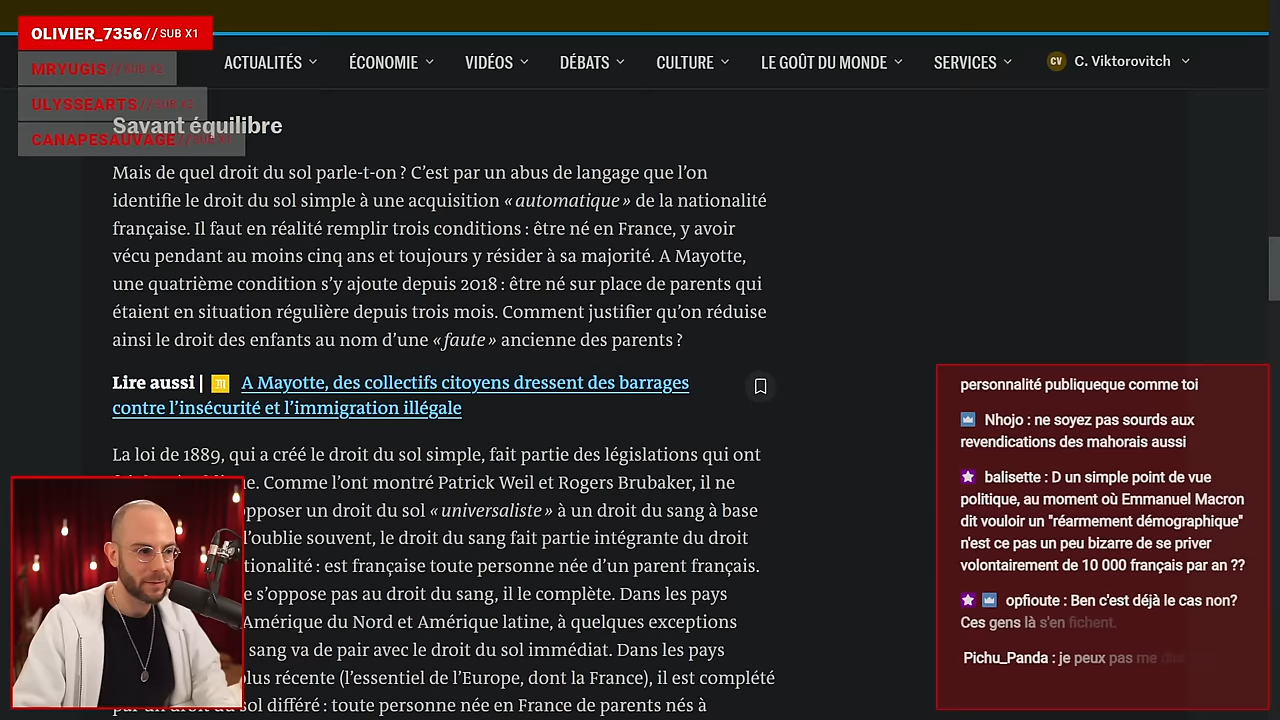 OLIVIER_7356//SUB X1
MRYUGIS//SUB X2
ULYSSEARTS//SUB X2
CANAPESAUVAGE//SUB X1
ACTUALITÉS ÉCONOMIE VIDÉOS DÉBATS CULTURE LE GOÛT DU MONDE SERVICES CV C. Viktorovitch
Savant équilibre
Mais de quel droit du sol parle-t-on ? C’est par un abus de langage que l’on
identifie le droit du sol simple à une acquisition « automatique » de la nationalité
française. Il faut en réalité remplir trois conditions : être né en France, y avoir
vécu pendant au moins cinq ans et toujours y résider à sa majorité. A Mayotte,
une quatrième condition s’y ajoute depuis 2018 : être né sur place de parents qui
étaient en situation régulière depuis trois mois. Comment justifier qu’on réduise
ainsi le droit des enfants au nom d’une « faute » ancienne des parents ?
Lire aussi | A Mayotte, des collectifs citoyens dressent des barrages
contre l’insécurité et l’immigration illégale
La loi de 1889, qui a créé le droit du sol simple, fait partie des législations qui ont
e. Comme l’ont montré Patrick Weil et Rogers Brubaker, il ne
opposer un droit du sol « universaliste » à un droit du sang à base
l’oublie souvent, le droit du sang fait partie intégrante du droit
tionalité : est française toute personne née d’un parent français.
e s’oppose pas au droit du sang, il le complète. Dans les pays
Amérique du Nord et Amérique latine, à quelques exceptions
sang va de pair avec le droit du sol immédiat. Dans les pays
lus récente (l’essentiel de l’Europe, dont la France), il est complété
par un droit du sol différé : toute personne née en France de parents nés à
personnalité publiqueque comme toi
Nhojo : ne soyez pas sourds aux
revendications des mahorais aussi
balisette : D un simple point de vue
politique, au moment où Emmanuel Macron
dit vouloir un "réarmement démographique"
n'est ce pas un peu bizarre de se priver
volontairement de 10 000 français par an ??
opfioute : Ben c'est déjà le cas non?
Ces gens là s'en fichent.
Pichu_Panda : je peux pas me